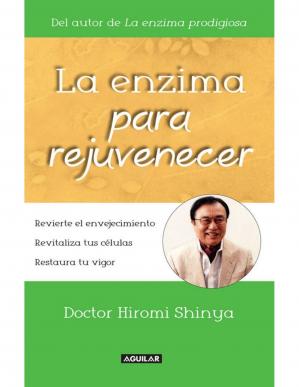 Del autor de La enzima prodigiosa
La enzima
para
rejuvenecer
Revierte el envejecimiento
Revitaliza tus células
Restaura tu vigor
Doctor Hiromi Shinya
AGUILAR